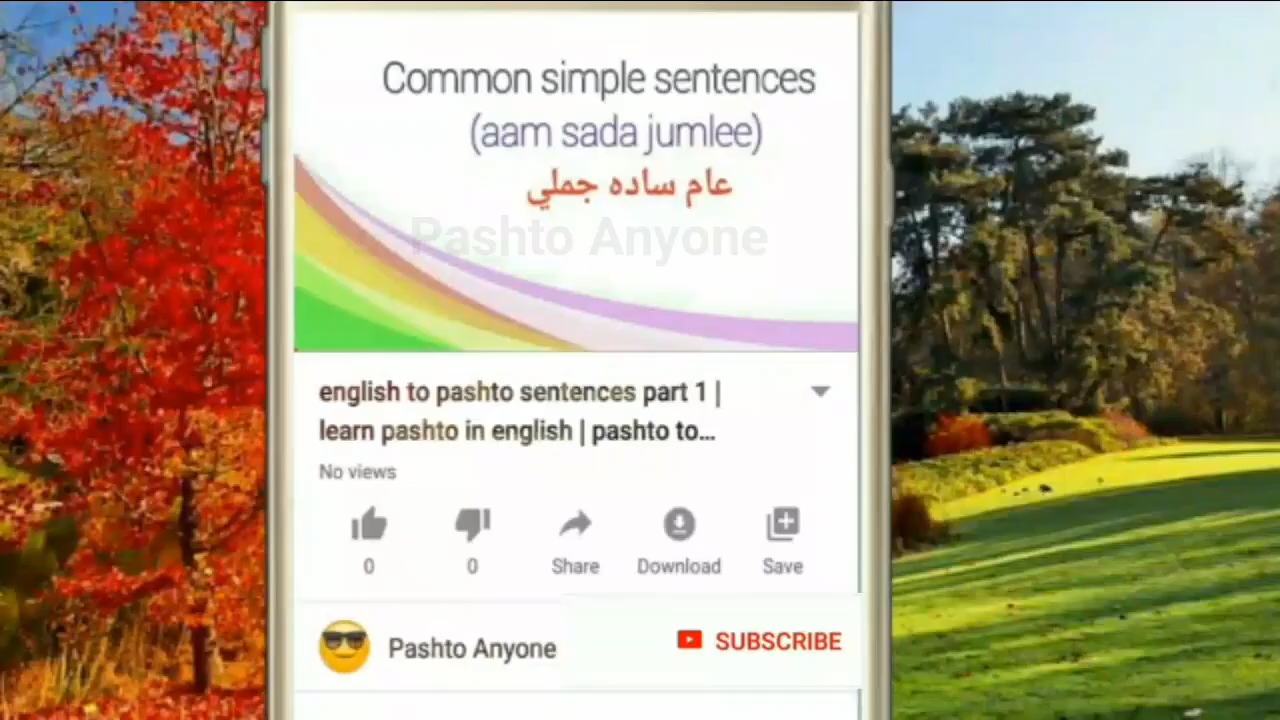 Common simple sentences
(aam sada jumlee)
عام ساده جملي
Pashto Anyone
english to pashto sentences part 1 |
learn pashto in english | pashto to...
No views
0
0
Share
Download
Save
Pashto Anyone
SUBSCRIBE